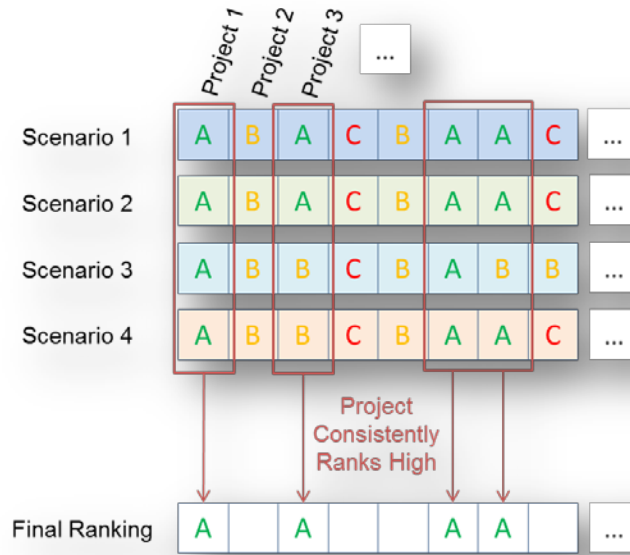 Project 1
Project 2
Project 3
...
Scenario 1 A B A C B A A C ...
Scenario 2 A B A C B A A C ...
Scenario 3 A B B C B A B B ...
Scenario 4 A B B C B A A C ...
Project
Consistently
Ranks High
Final Ranking A A A A ...